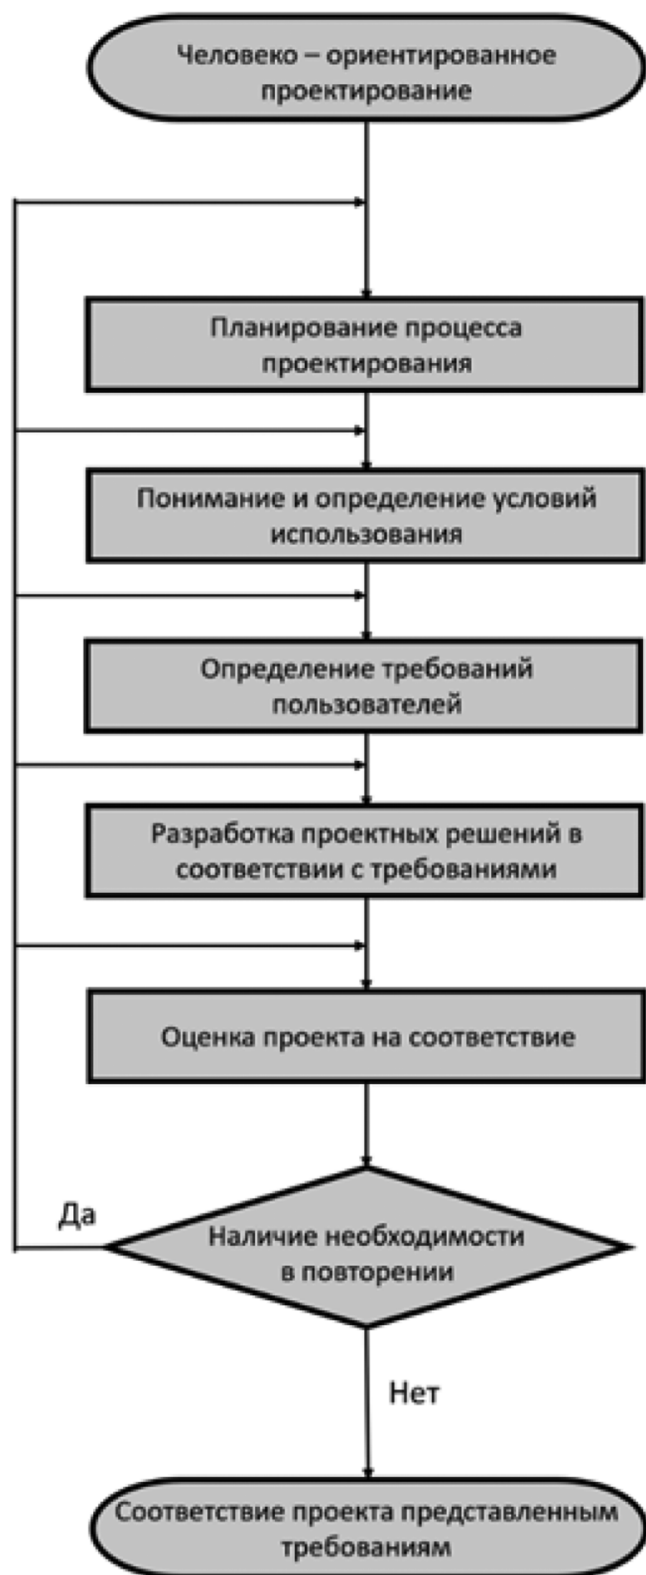 Человеко – ориентированное
проектирование
Планирование процесса
проектирования
Понимание и определение условий
использования
Определение требований
пользователей
Разработка проектных решений в
соответствии с требованиями
Оценка проекта на соответствие
Да
Наличие необходимости
в повторении
Нет
Соответствие проекта представленным
требованиям